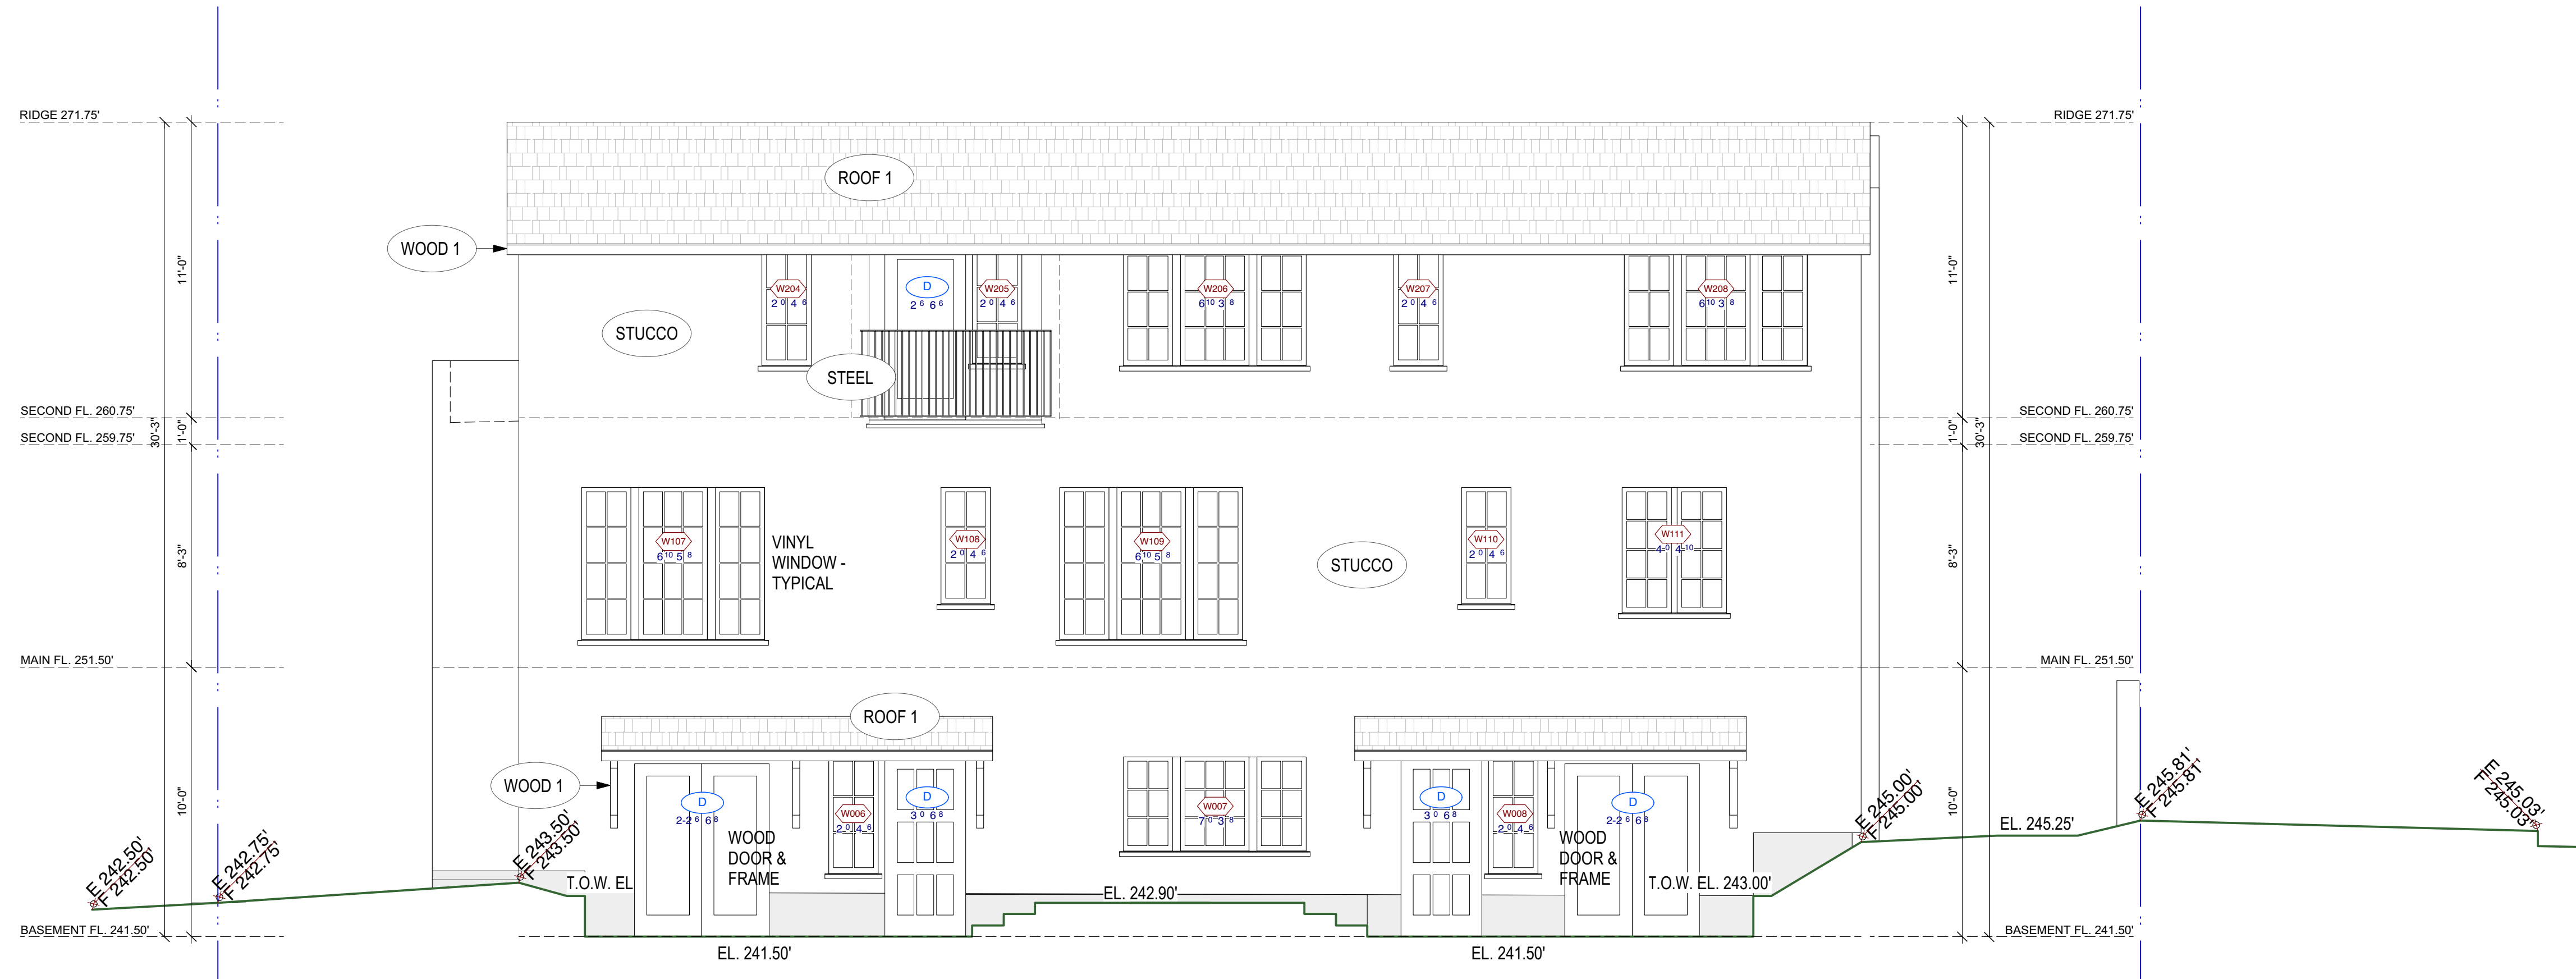 RIDGE 271.75'
RIDGE 271.75'
ROOF 1
WOOD 1
11'-0"
11'-0"
W204
2 0 4 6
D
2 6 6 6
W205
2 0 4 6
W206
6 10 3 8
W207
2 0 4 6
W208
6 10 3 8
STUCCO
STEEL
SECOND FL. 260.75'
SECOND FL. 260.75'
30'-3"
1'-0"
1'-0"
30'-3"
SECOND FL. 259.75'
SECOND FL. 259.75'
8'-3"
8'-3"
W107
6 10 5 8
VINYL
WINDOW -
TYPICAL
W108
2 0 4 6
W109
6 10 5 8
STUCCO
W110
2 0 4 6
W111
4 0 4 10
MAIN FL. 251.50'
MAIN FL. 251.50'
ROOF 1
WOOD 1
10'-0"
10'-0"
D
2-2 6 6 8
WOOD
DOOR &
FRAME
W006
2 0 4 6
D
3 0 6 8
W007
7 0 3 8
D
3 0 6 8
W008
2 0 4 6
D
2-2 6 6 8
WOOD
DOOR &
FRAME
E 242.50'
F 242.50'
E 242.75'
F 242.75'
E 243.50'
F 243.50'
T.O.W. EL
EL. 242.90'
T.O.W. EL. 243.00'
E 245.00'
F 245.00'
EL. 245.25'
E 245.81'
F 245.81'
E 245.03'
F 245.03'
BASEMENT FL. 241.50'
BASEMENT FL. 241.50'
EL. 241.50'
EL. 241.50'